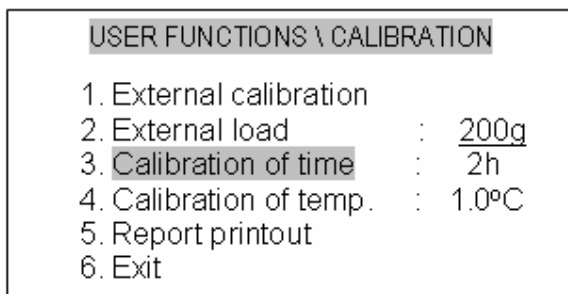 USER FUNCTIONS \ CALIBRATION
1. External calibration
2. External load : 200g
3. Calibration of time : 2h
4. Calibration of temp. : 1.0ºC
5. Report printout
6. Exit